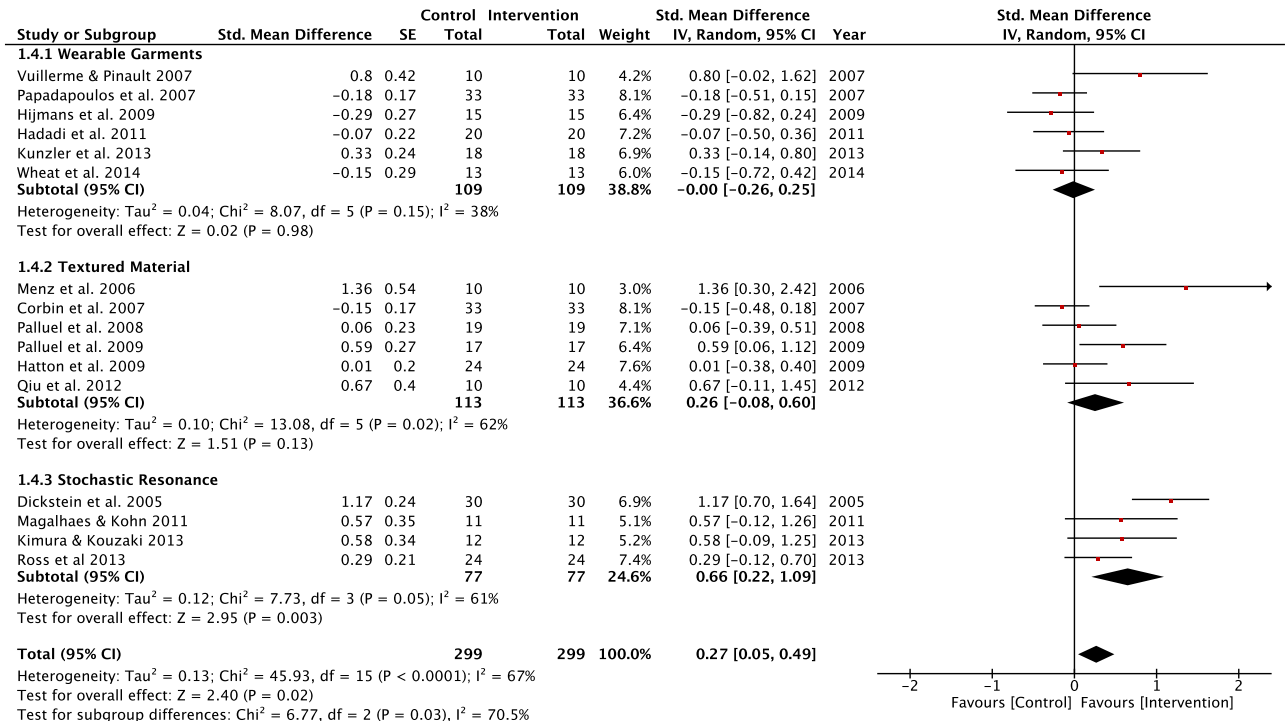 Control Intervention Std. Mean Difference Std. Mean Difference
Study or Subgroup Std. Mean Difference SE Total Total Weight IV, Random, 95% CI Year IV, Random, 95% CI
1.4.1 Wearable Garments
Vuillerme & Pinault 2007 0.8 0.42 10 10 4.2% 0.80 [−0.02, 1.62] 2007
Papadapoulos et al. 2007 −0.18 0.17 33 33 8.1% −0.18 [−0.51, 0.15] 2007
Hijmans et al. 2009 −0.29 0.27 15 15 6.4% −0.29 [−0.82, 0.24] 2009
Hadadi et al. 2011 −0.07 0.22 20 20 7.2% −0.07 [−0.50, 0.36] 2011
Kunzler et al. 2013 0.33 0.24 18 18 6.9% 0.33 [−0.14, 0.80] 2013
Wheat et al. 2014 −0.15 0.29 13 13 6.0% −0.15 [−0.72, 0.42] 2014
Subtotal (95% CI) 109 109 38.8% −0.00 [−0.26, 0.25]
Heterogeneity: Tau² = 0.04; Chi² = 8.07, df = 5 (P = 0.15); I² = 38%
Test for overall effect: Z = 0.02 (P = 0.98)
1.4.2 Textured Material
Menz et al. 2006 1.36 0.54 10 10 3.0% 1.36 [0.30, 2.42] 2006
Corbin et al. 2007 −0.15 0.17 33 33 8.1% −0.15 [−0.48, 0.18] 2007
Palluel et al. 2008 0.06 0.23 19 19 7.1% 0.06 [−0.39, 0.51] 2008
Palluel et al. 2009 0.59 0.27 17 17 6.4% 0.59 [0.06, 1.12] 2009
Hatton et al. 2009 0.01 0.2 24 24 7.6% 0.01 [−0.38, 0.40] 2009
Qiu et al. 2012 0.67 0.4 10 10 4.4% 0.67 [−0.11, 1.45] 2012
Subtotal (95% CI) 113 113 36.6% 0.26 [−0.08, 0.60]
Heterogeneity: Tau² = 0.10; Chi² = 13.08, df = 5 (P = 0.02); I² = 62%
Test for overall effect: Z = 1.51 (P = 0.13)
1.4.3 Stochastic Resonance
Dickstein et al. 2005 1.17 0.24 30 30 6.9% 1.17 [0.70, 1.64] 2005
Magalhaes & Kohn 2011 0.57 0.35 11 11 5.1% 0.57 [−0.12, 1.26] 2011
Kimura & Kouzaki 2013 0.58 0.34 12 12 5.2% 0.58 [−0.09, 1.25] 2013
Ross et al 2013 0.29 0.21 24 24 7.4% 0.29 [−0.12, 0.70] 2013
Subtotal (95% CI) 77 77 24.6% 0.66 [0.22, 1.09]
Heterogeneity: Tau² = 0.12; Chi² = 7.73, df = 3 (P = 0.05); I² = 61%
Test for overall effect: Z = 2.95 (P = 0.003)
Total (95% CI) 299 299 100.0% 0.27 [0.05, 0.49]
Heterogeneity: Tau² = 0.13; Chi² = 45.93, df = 15 (P < 0.0001); I² = 67%
Test for overall effect: Z = 2.40 (P = 0.02)
Test for subgroup differences: Chi² = 6.77, df = 2 (P = 0.03), I² = 70.5%
−2 −1 0 1 2
Favours [Control] Favours [Intervention]